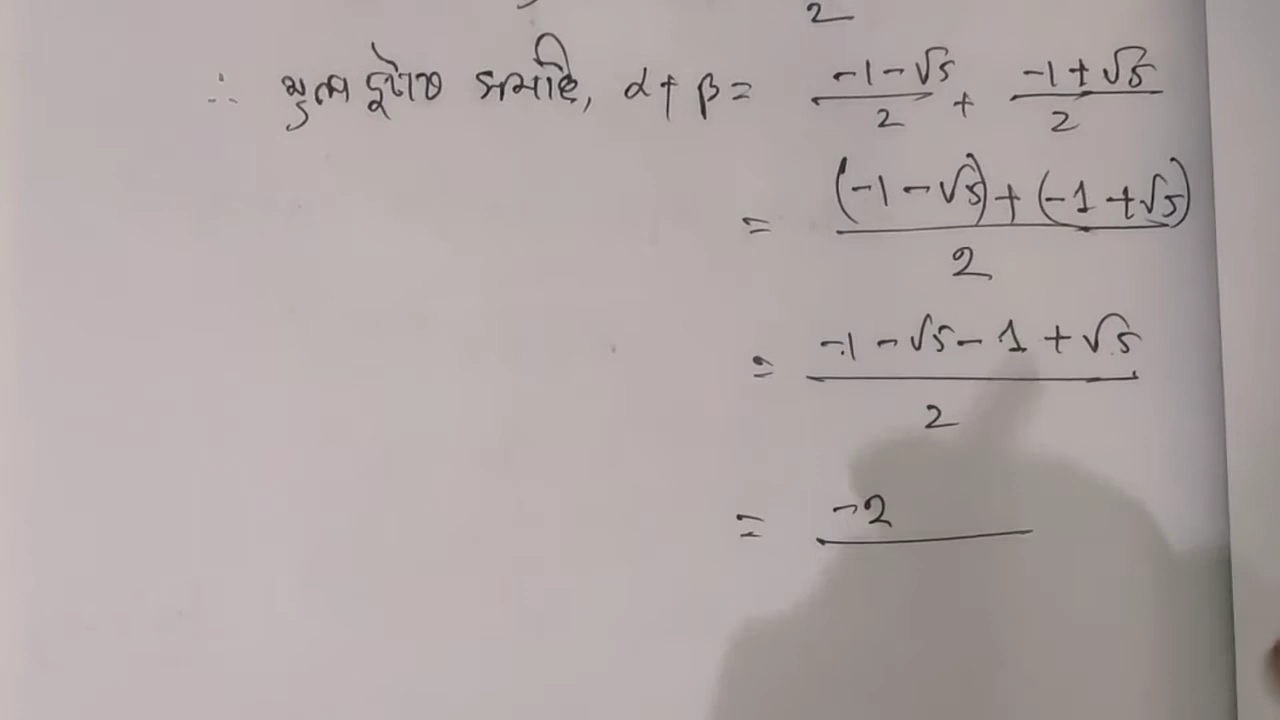 2
∴ মূল দুটোর সমষ্টি, α + β = (-1-√5)/2 + (-1+√5)/2
= ((-1-√5)+(-1+√5))/2
= (-1-√5-1+√5)/2
= -2